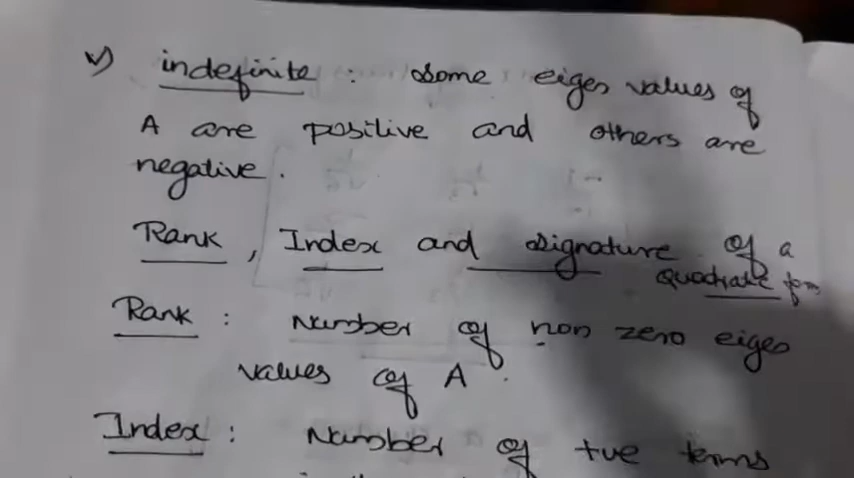 v) indefinite : Some eigen values of
A are positive and others are
negative.
Rank, Index and Signature of a
quadratic form
Rank : Number of non zero eigen
values of A.
Index : Number of +ve terms